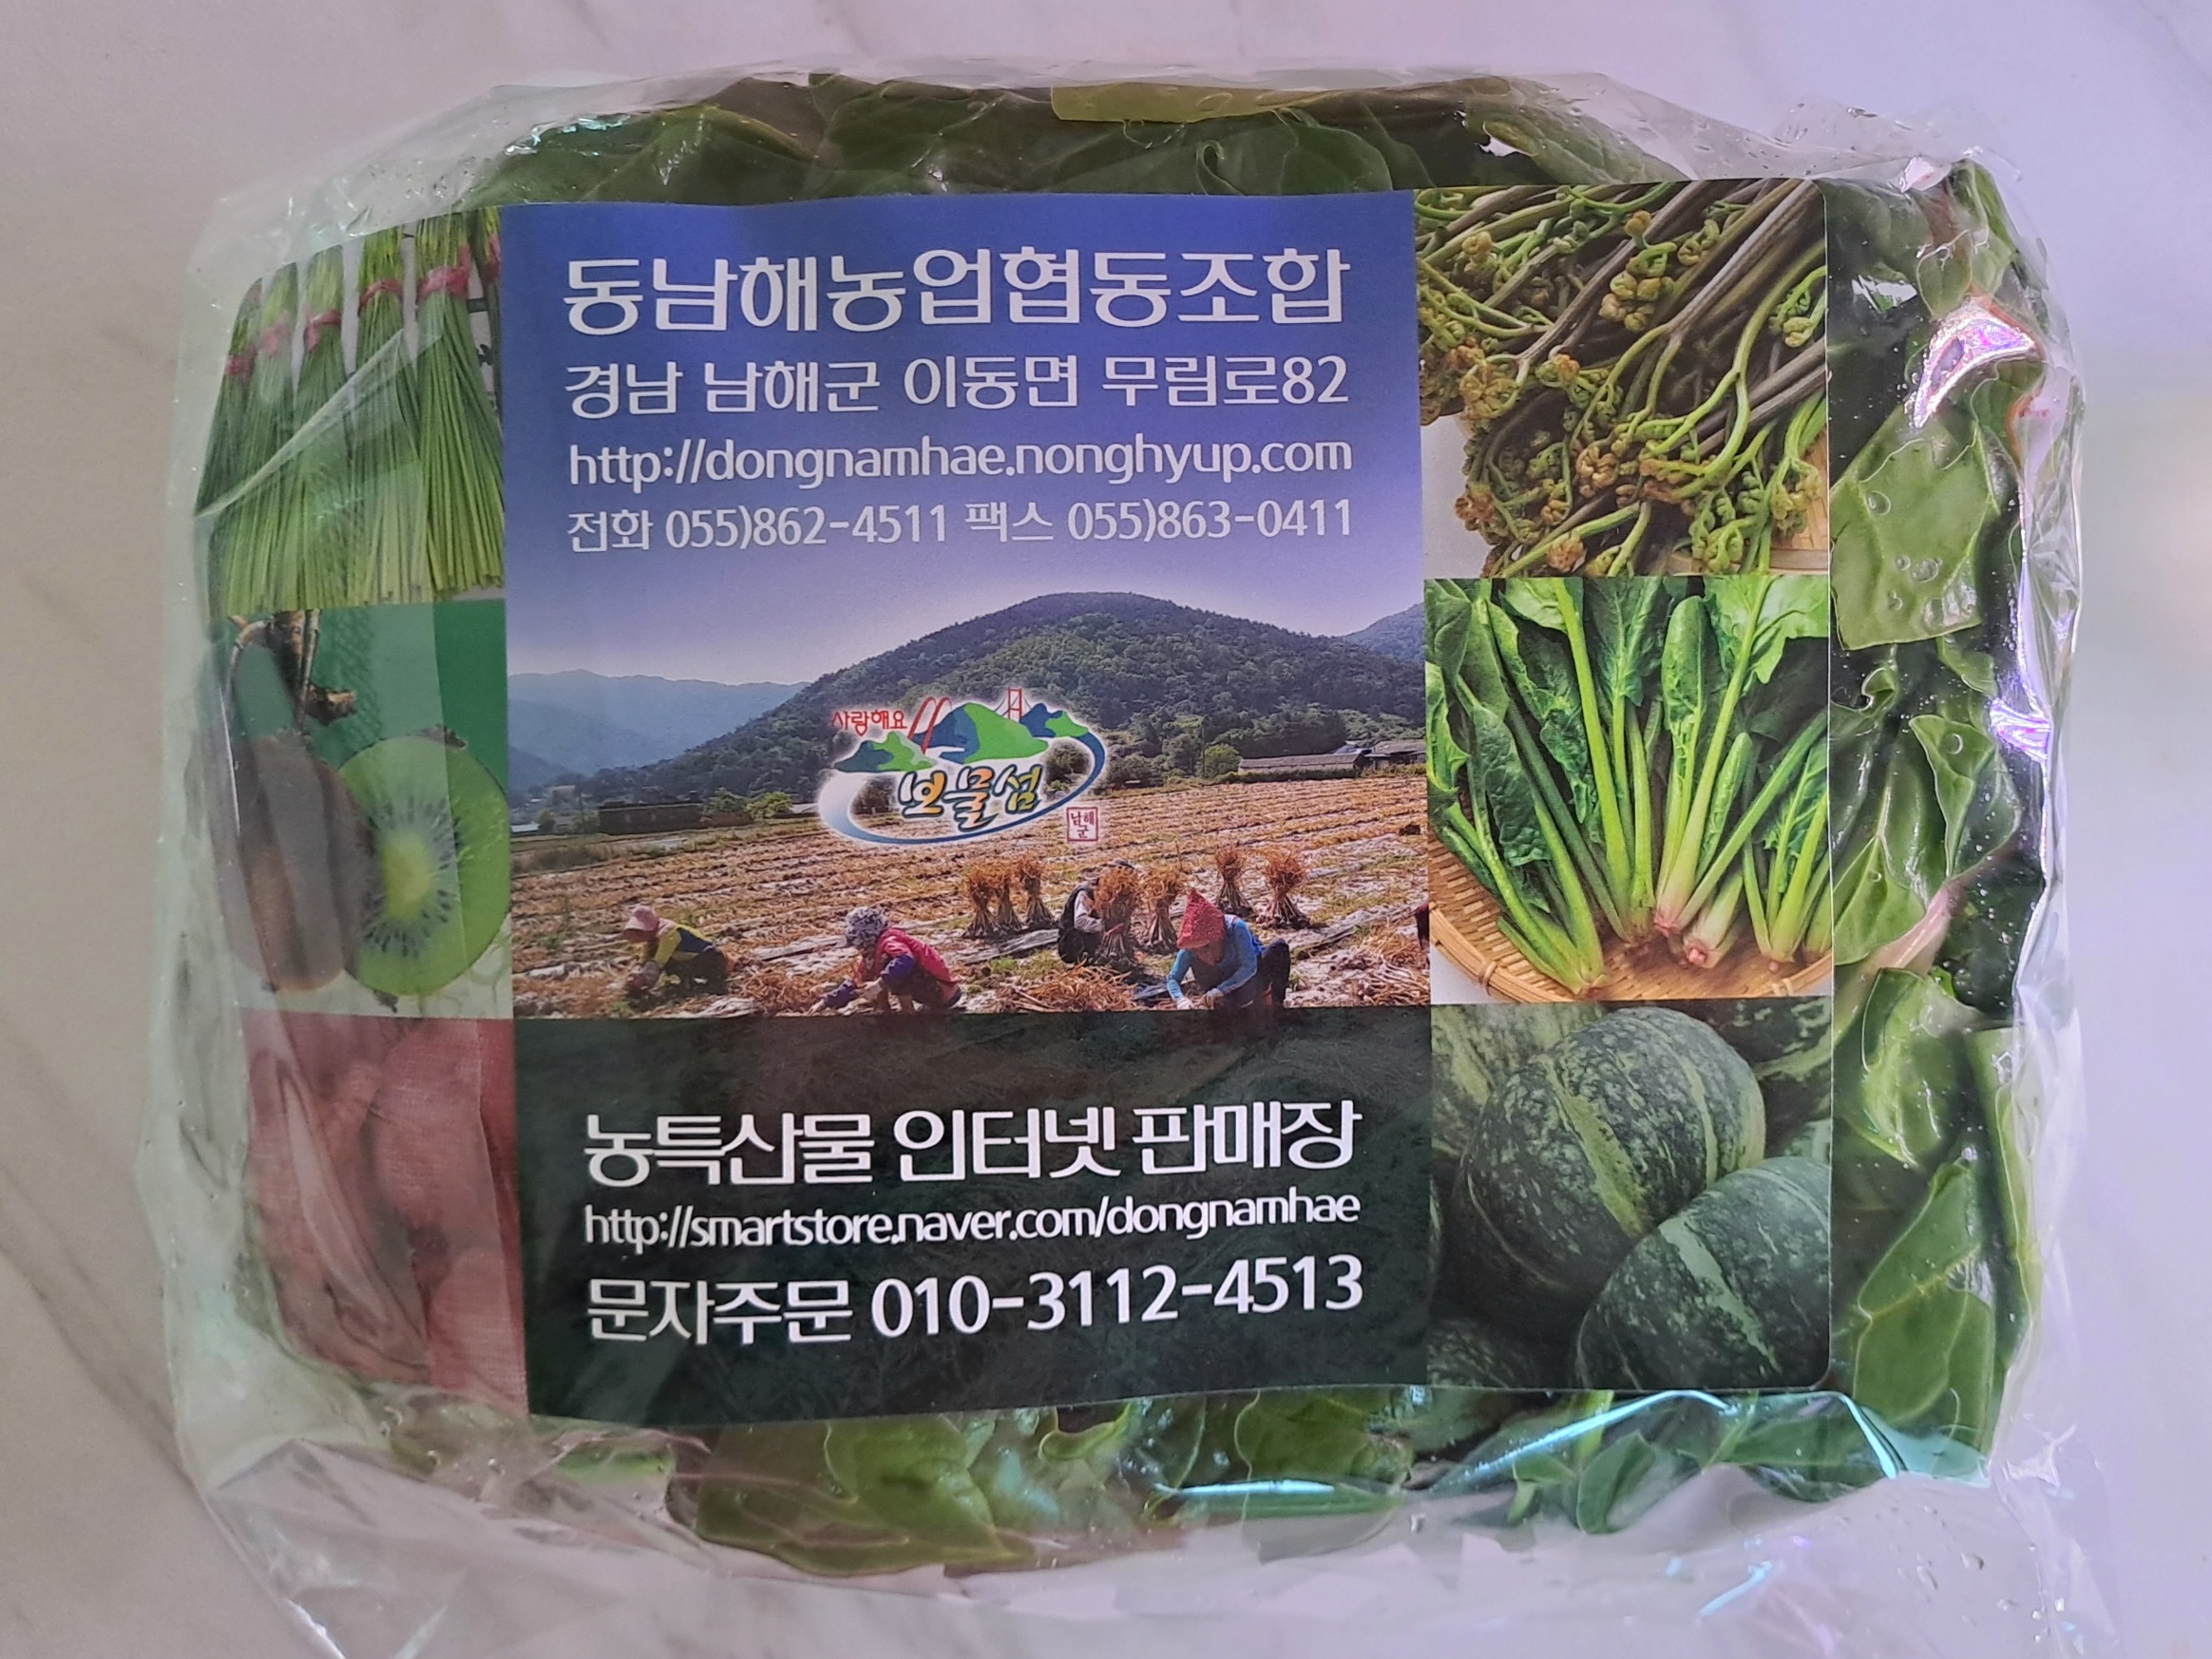 동남해농업협동조합
경남 남해군 이동면 무림로82
http://dongnamhae.nonghyup.com
전화 055)862-4511 팩스 055)863-0411
사랑해요
보물섬
남해군
농특산물 인터넷 판매장
http://smartstore.naver.com/dongnamhae
문자주문 010-3112-4513